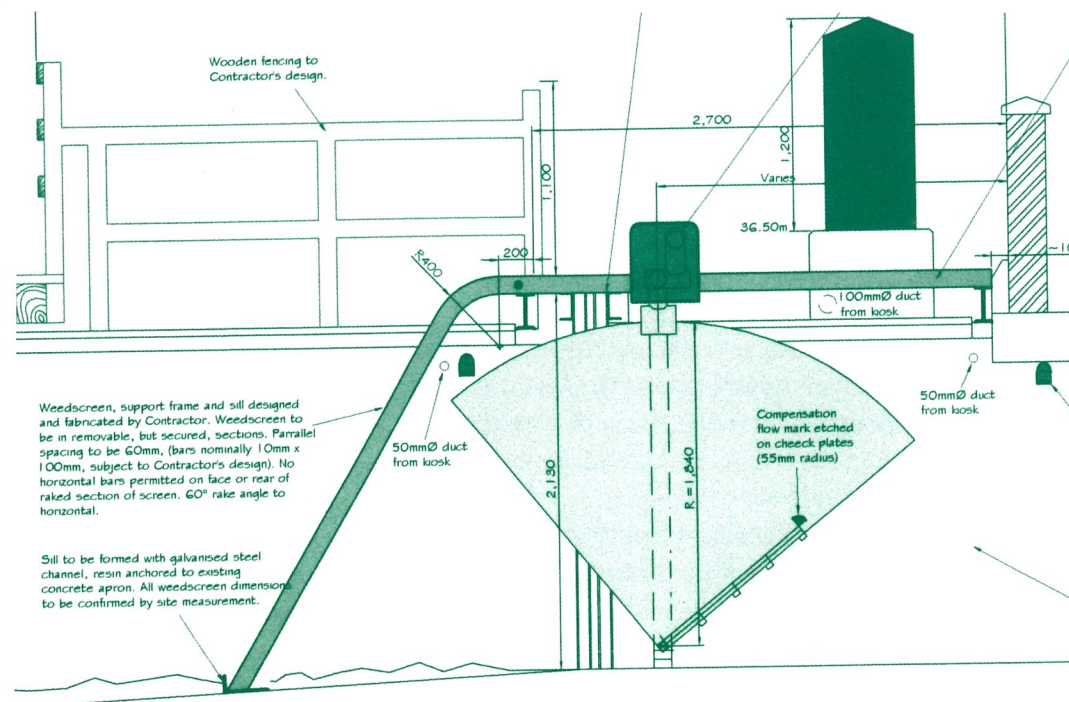 Wooden fencing to
Contractor's design.
2,700
1,200
1,100
Varies
36.50m
200
R400
100mmØ duct
from kiosk
50mmØ duct
from kiosk
Weedscreen, support frame and sill designed
and fabricated by Contractor. Weedscreen to
be in removable, but secured, sections. Parrallel
spacing to be 60mm, (bars nominally 10mm x
100mm, subject to Contractor's design). No
horizontal bars permitted on face or rear of
raked section of screen. 60° rake angle to
horizontal.
50mmØ duct
from kiosk
Compensation
flow mark etched
on cheeck plates
(55mm radius)
2,130
R=1,840
Sill to be formed with galvanised steel
channel, resin anchored to existing
concrete apron. All weedscreen dimensions
to be confirmed by site measurement.